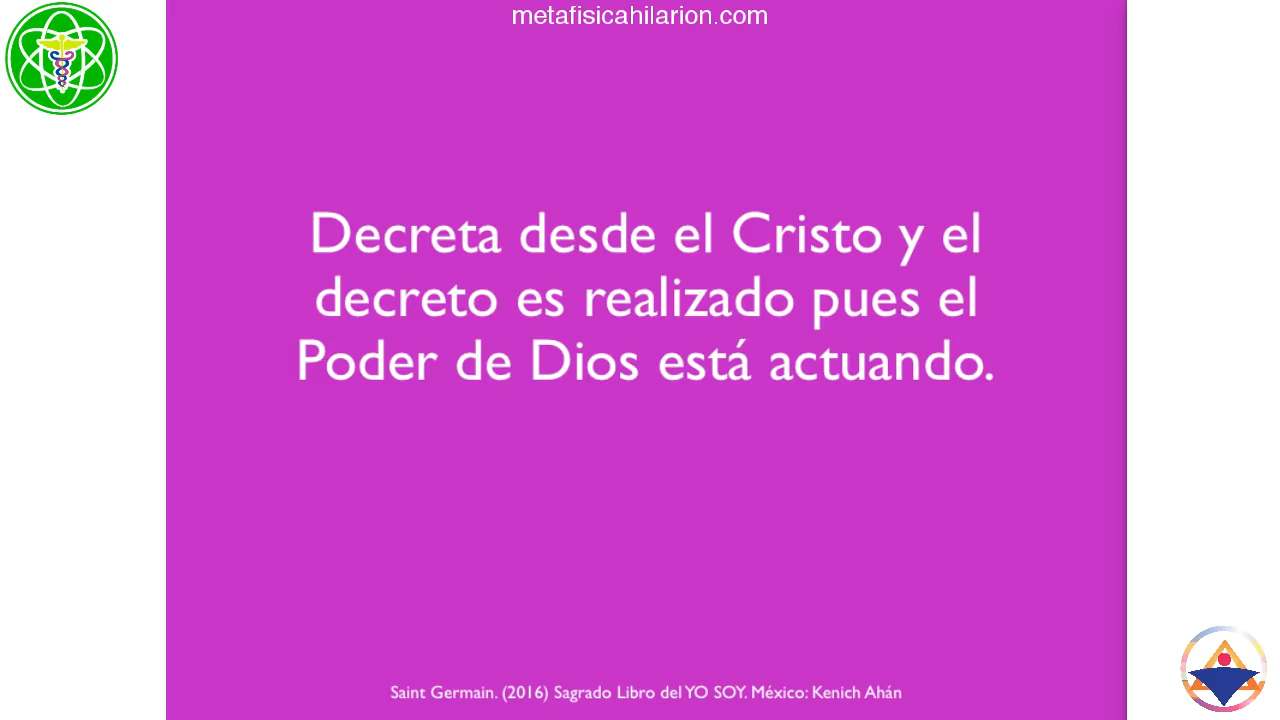 metafisicahilarion.com
Decreta desde el Cristo y el
decreto es realizado pues el
Poder de Dios está actuando.
Saint Germain. (2016) Sagrado Libro del YO SOY. México: Kenich Ahán